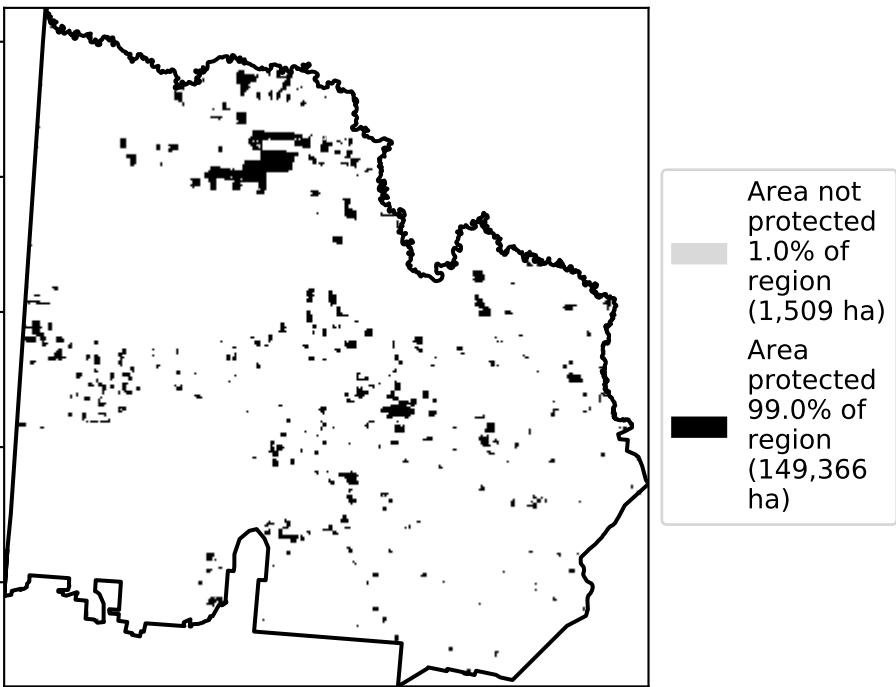 Area not
protected
1.0% of
region
(1,509 ha)
Area
protected
99.0% of
region
(149,366
ha)